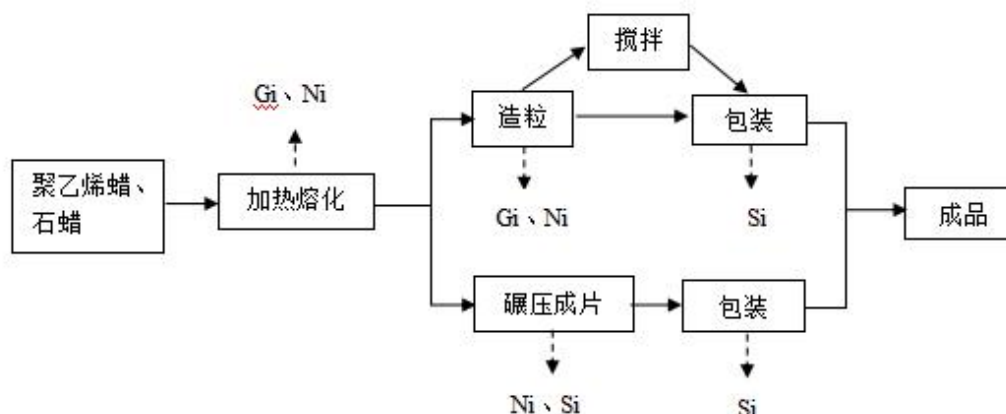 搅拌
Gi、Ni
造粒
包装
聚乙烯蜡、
石蜡
加热熔化
Gi、Ni
Si
成品
碾压成片
包装
Ni、Si
Si